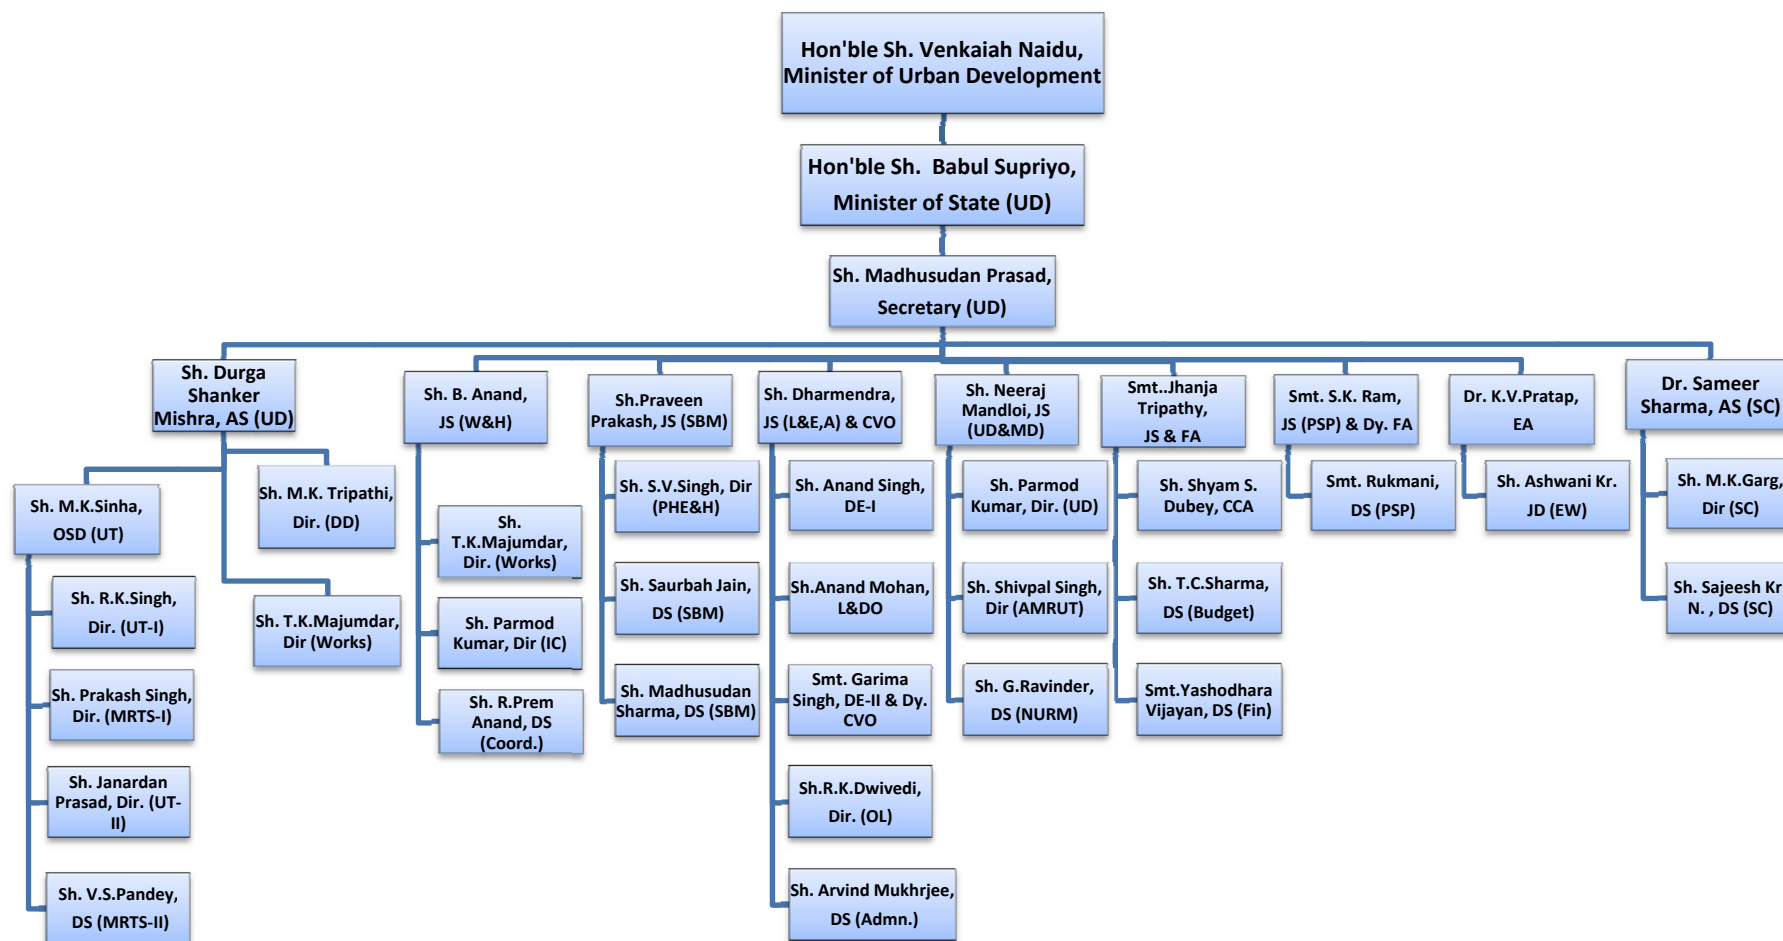 Hon'ble Sh. Venkaiah Naidu,
Minister of Urban Development
Hon'ble Sh. Babul Supriyo,
Minister of State (UD)
Sh. Madhusudan Prasad,
Secretary (UD)
Sh. Durga
Shanker
Mishra, AS (UD)
Sh. B. Anand,
JS (W&H)
Sh.Praveen
Prakash, JS (SBM)
Sh. Dharmendra,
JS (L&E,A) & CVO
Sh. Neeraj
Mandloi, JS
(UD&MD)
Smt..Jhanja
Tripathy,
JS & FA
Smt. S.K. Ram,
JS (PSP) & Dy. FA
Dr. K.V.Pratap,
EA
Dr. Sameer
Sharma, AS (SC)
Sh. M.K.Sinha,
OSD (UT)
Sh. M.K. Tripathi,
Dir. (DD)
Sh. R.K.Singh,
Dir. (UT-I)
Sh. T.K.Majumdar,
Dir (Works)
Sh. Prakash Singh,
Dir. (MRTS-I)
Sh. Janardan
Prasad, Dir. (UT-
II)
Sh. V.S.Pandey,
DS (MRTS-II)
Sh.
T.K.Majumdar,
Dir. (Works)
Sh. Parmod
Kumar, Dir (IC)
Sh. R.Prem
Anand, DS
(Coord.)
Sh. S.V.Singh, Dir
(PHE&H)
Sh. Saurbah Jain,
DS (SBM)
Sh. Madhusudan
Sharma, DS (SBM)
Sh. Anand Singh,
DE-I
Sh.Anand Mohan,
L&DO
Smt. Garima
Singh, DE-II & Dy.
CVO
Sh.R.K.Dwivedi,
Dir. (OL)
Sh. Arvind Mukhrjee,
DS (Admn.)
Sh. Parmod
Kumar, Dir. (UD)
Sh. Shivpal Singh,
Dir (AMRUT)
Sh. G.Ravinder,
DS (NURM)
Sh. Shyam S.
Dubey, CCA
Sh. T.C.Sharma,
DS (Budget)
Smt.Yashodhara
Vijayan, DS (Fin)
Smt. Rukmani,
DS (PSP)
Sh. Ashwani Kr.
JD (EW)
Sh. M.K.Garg,
Dir (SC)
Sh. Sajeesh Kr.
N. , DS (SC)